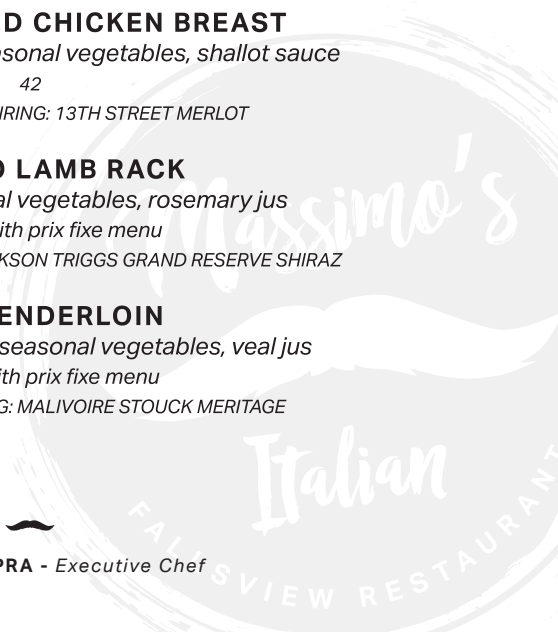 D CHICKEN BREAST
sonal vegetables, shallot sauce
42
IRING: 13TH STREET MERLOT
LAMB RACK
al vegetables, rosemary jus
ith prix fixe menu
KSON TRIGGS GRAND RESERVE SHIRAZ
ENDERLOIN
seasonal vegetables, veal jus
ith prix fixe menu
G: MALIVOIRE STOUCK MERITAGE
PRA - Executive Chef
Massimo's
Italian
FALLSVIEW RESTAURANT